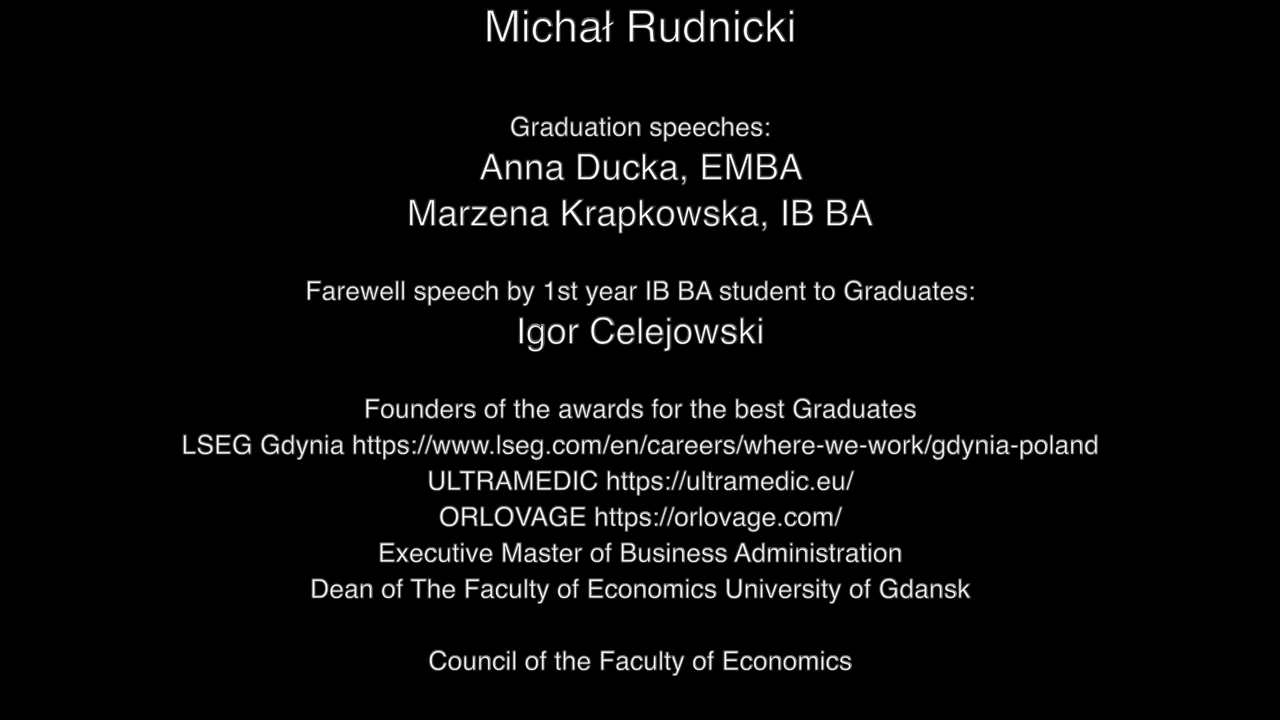 Michał Rudnicki
Graduation speeches:
Anna Ducka, EMBA
Marzena Krapkowska, IB BA
Farewell speech by 1st year IB BA student to Graduates:
Igor Celejowski
Founders of the awards for the best Graduates
LSEG Gdynia https://www.lseg.com/en/careers/where-we-work/gdynia-poland
ULTRAMEDIC https://ultramedic.eu/
ORLOVAGE https://orlovage.com/
Executive Master of Business Administration
Dean of The Faculty of Economics University of Gdansk
Council of the Faculty of Economics